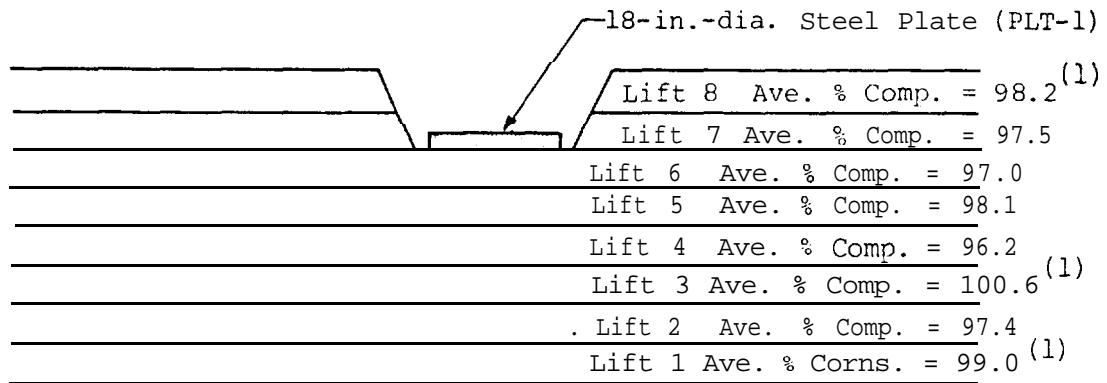 18-in.-dia. Steel Plate (PLT-1)
Lift 8 Ave. % Comp. = 98.2(1)
Lift 7 Ave. % Comp. = 97.5
Lift 6 Ave. % Comp. = 97.0
Lift 5 Ave. % Comp. = 98.1
Lift 4 Ave. % Comp. = 96.2
Lift 3 Ave. % Comp. = 100.6(1)
. Lift 2 Ave. % Comp. = 97.4
Lift 1 Ave. % Corns. = 99.0(1)